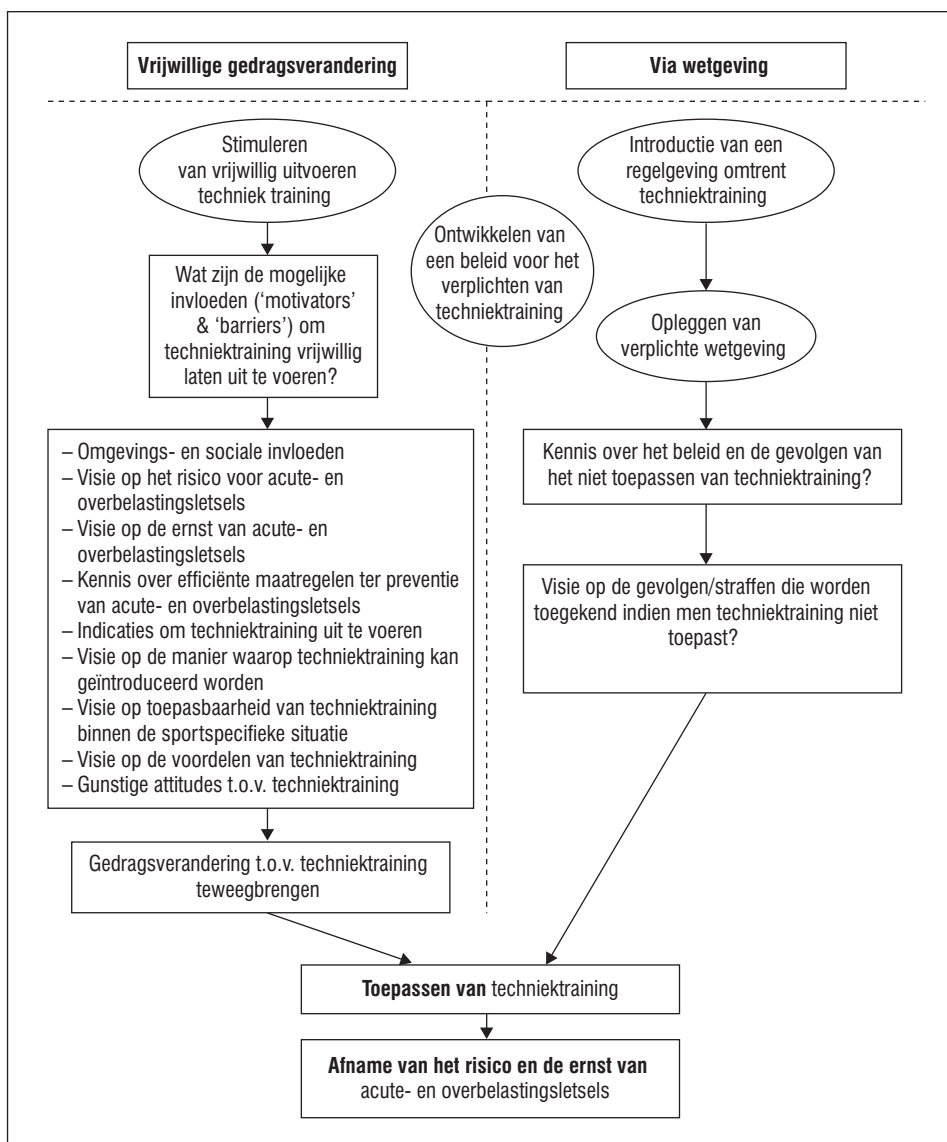 Vrijwillige gedragsverandering
Via wetgeving
Stimuleren
van vrijwillig uitvoeren
techniek training
Introductie van een
regelgeving omtrent
techniektraining
Ontwikkelen van
een beleid voor het
verplichten van
techniektraining
Wat zijn de mogelijke
invloeden (‘motivators’
& ‘barriers’) om
techniektraining vrijwillig
laten uit te voeren?
Opleggen van
verplichte wetgeving
– Omgevings- en sociale invloeden
– Visie op het risico voor acute- en
overbelastingsletsels
– Visie op de ernst van acute- en
overbelastingsletsels
– Kennis over efficiënte maatregelen ter preventie
van acute- en overbelastingsletsels
– Indicaties om techniektraining uit te voeren
– Visie op de manier waarop techniektraining kan
geïntroduceerd worden
– Visie op toepasbaarheid van techniektraining
binnen de sportspecifieke situatie
– Visie op de voordelen van techniektraining
– Gunstige attitudes t.o.v. techniektraining
Kennis over het beleid en de gevolgen van
het niet toepassen van techniektraining?
Visie op de gevolgen/straffen die worden
toegekend indien men techniektraining niet
toepast?
Gedragsverandering t.o.v. techniektraining
teweegbrengen
Toepassen van techniektraining
Afname van het risico en de ernst van
acute- en overbelastingsletsels